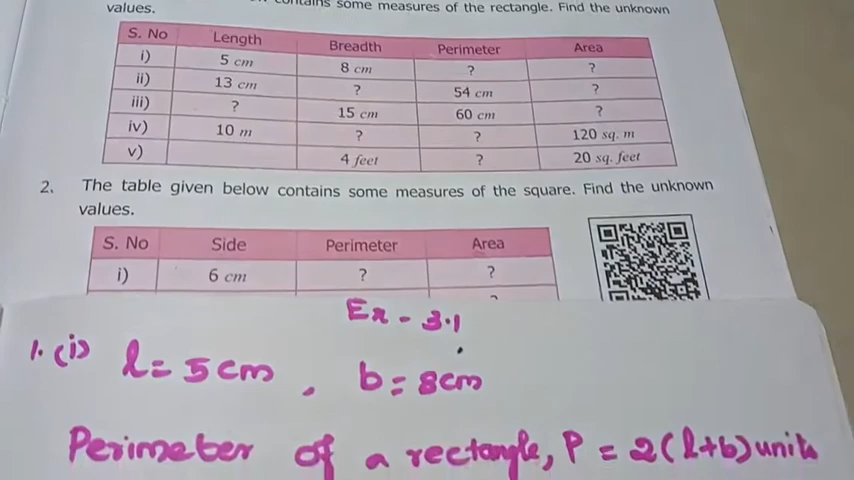 contains some measures of the rectangle. Find the unknown
values.
S. No Length Breadth Perimeter Area
i) 5 cm 8 cm ? ?
ii) 13 cm ? 54 cm ?
iii) ? 15 cm 60 cm ?
iv) 10 m ? ? 120 sq. m
v) 4 feet ? 20 sq. feet
2. The table given below contains some measures of the square. Find the unknown
values.
S. No Side Perimeter Area
i) 6 cm ? ?
Ex - 3.1
1. (i) l = 5 cm , b = 8 cm
Perimeter of a rectangle, P = 2(l+b) units